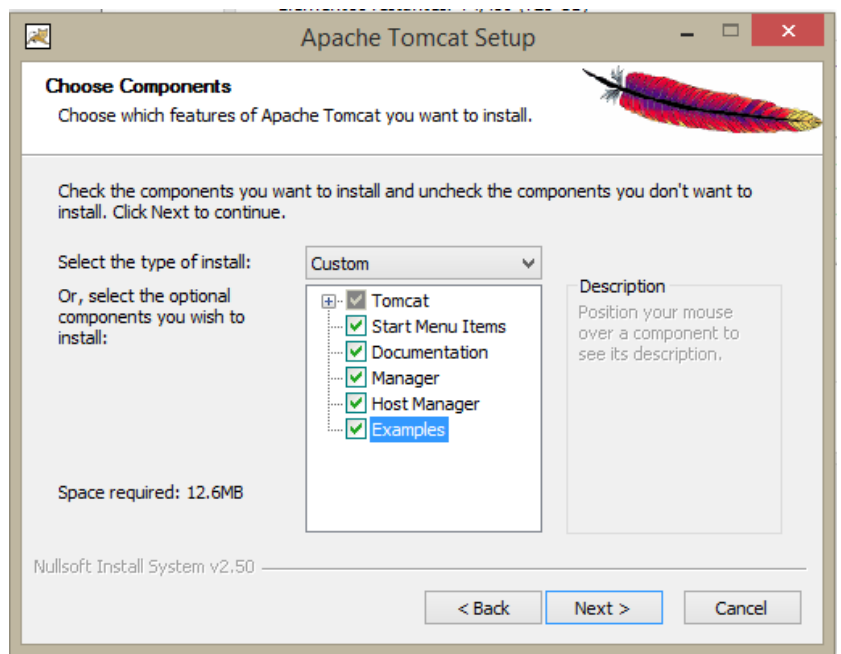 Apache Tomcat Setup
Choose Components
Choose which features of Apache Tomcat you want to install.
Check the components you want to install and uncheck the components you don't want to
install. Click Next to continue.
Select the type of install:
Custom
Or, select the optional
components you wish to
install:
Tomcat
Start Menu Items
Documentation
Manager
Host Manager
Examples
Description
Position your mouse
over a component to
see its description.
Space required: 12.6MB
Nullsoft Install System v2.50
< Back
Next >
Cancel